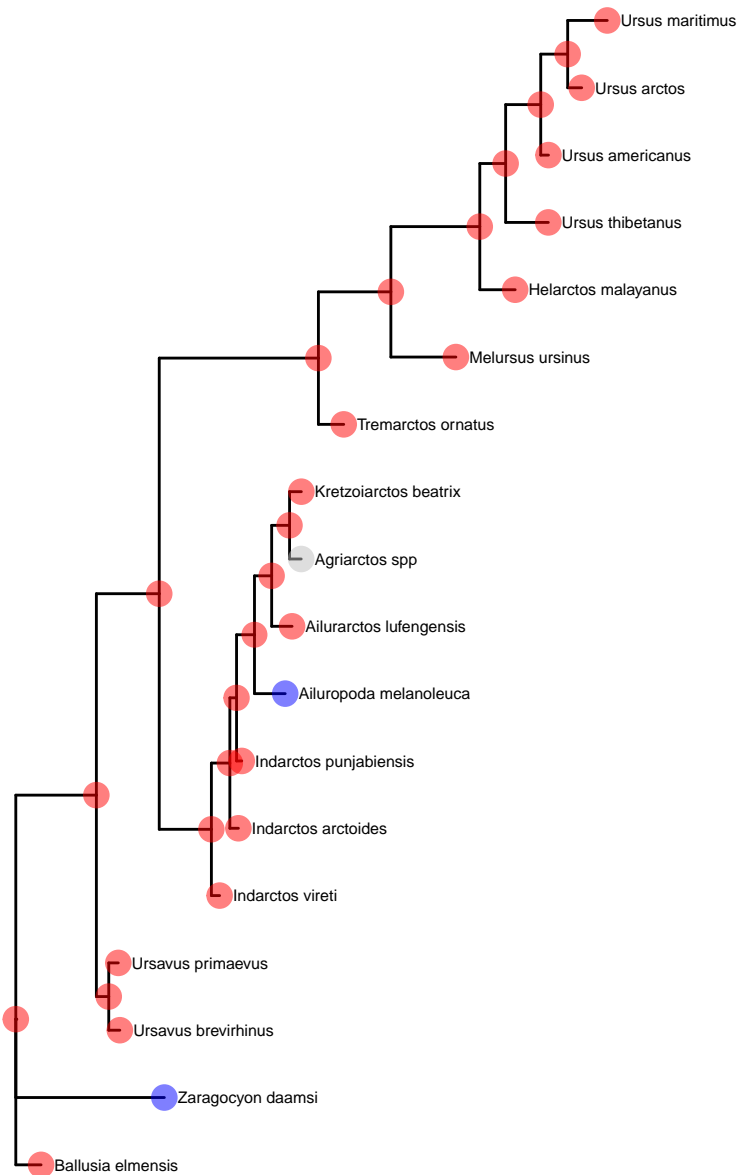 Ursus maritimus
Ursus arctos
Ursus americanus
Ursus thibetanus
Helarctos malayanus
Melursus ursinus
Tremarctos ornatus
Kretzoiarctos beatrix
Agriarctos spp
Ailurarctos lufengensis
Ailuropoda melanoleuca
Indarctos punjabiensis
Indarctos arctoides
Indarctos vireti
Ursavus primaevus
Ursavus brevirhinus
Zaragocyon daamsi
Ballusia elmensis